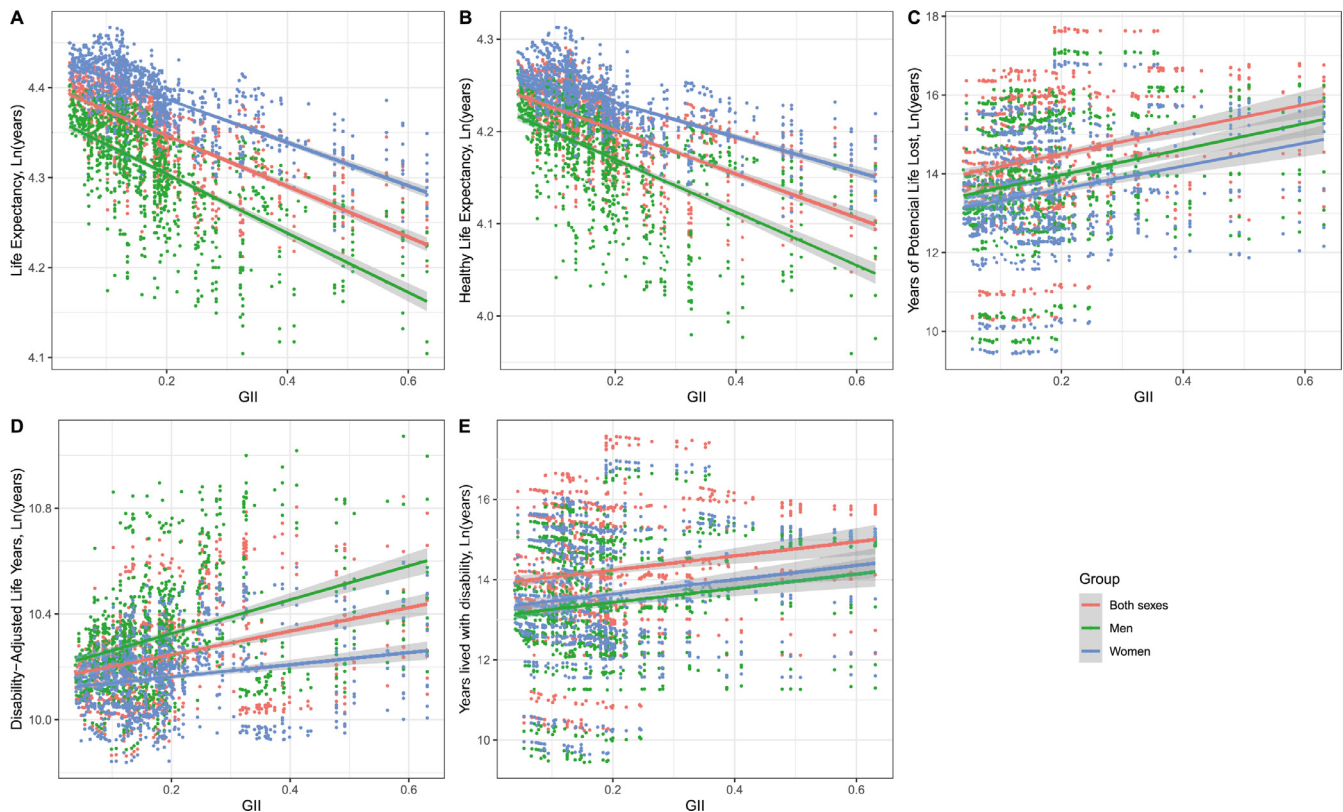 A
Life Expectancy, Ln(years)
4.4
4.3
4.2
4.1
0.2
0.4
0.6
GII
B
Healthy Life Expectancy, Ln(years)
4.3
4.2
4.1
4.0
0.2
0.4
0.6
GII
C
Years of Potencial Life Lost, Ln(years)
18
16
14
12
10
0.2
0.4
0.6
GII
D
Disability-Adjusted Life Years, Ln(years)
10.8
10.4
10.0
0.2
0.4
0.6
GII
E
Years lived with disability, Ln(years)
16
14
12
10
0.2
0.4
0.6
GII
Group
Both sexes
Men
Women